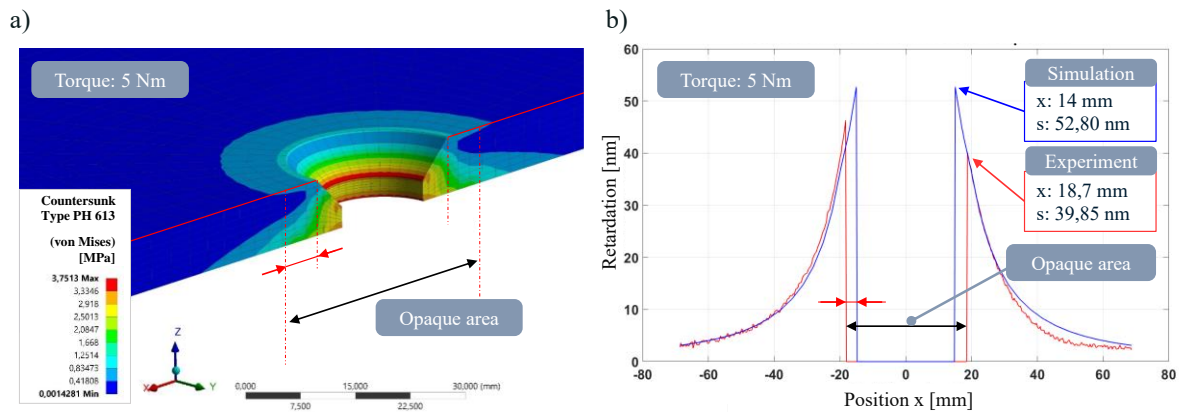 a)
Torque: 5 Nm
Countersunk
Type PH 613
(von Mises)
[MPa]
3,7513 Max
3,3346
2,918
2,5013
2,0847
1,668
1,2514
0,83473
0,41808
0,0014281 Min
Z
X
Y
Opaque area
0,000
15,000
30,000 (mm)
7,500
22,500
b)
Torque: 5 Nm
Simulation
x: 14 mm
s: 52,80 nm
Experiment
x: 18,7 mm
s: 39,85 nm
Opaque area
Retardation [nm]
60
50
40
30
20
10
0
-80
-60
-40
-20
0
20
40
60
80
Position x [mm]